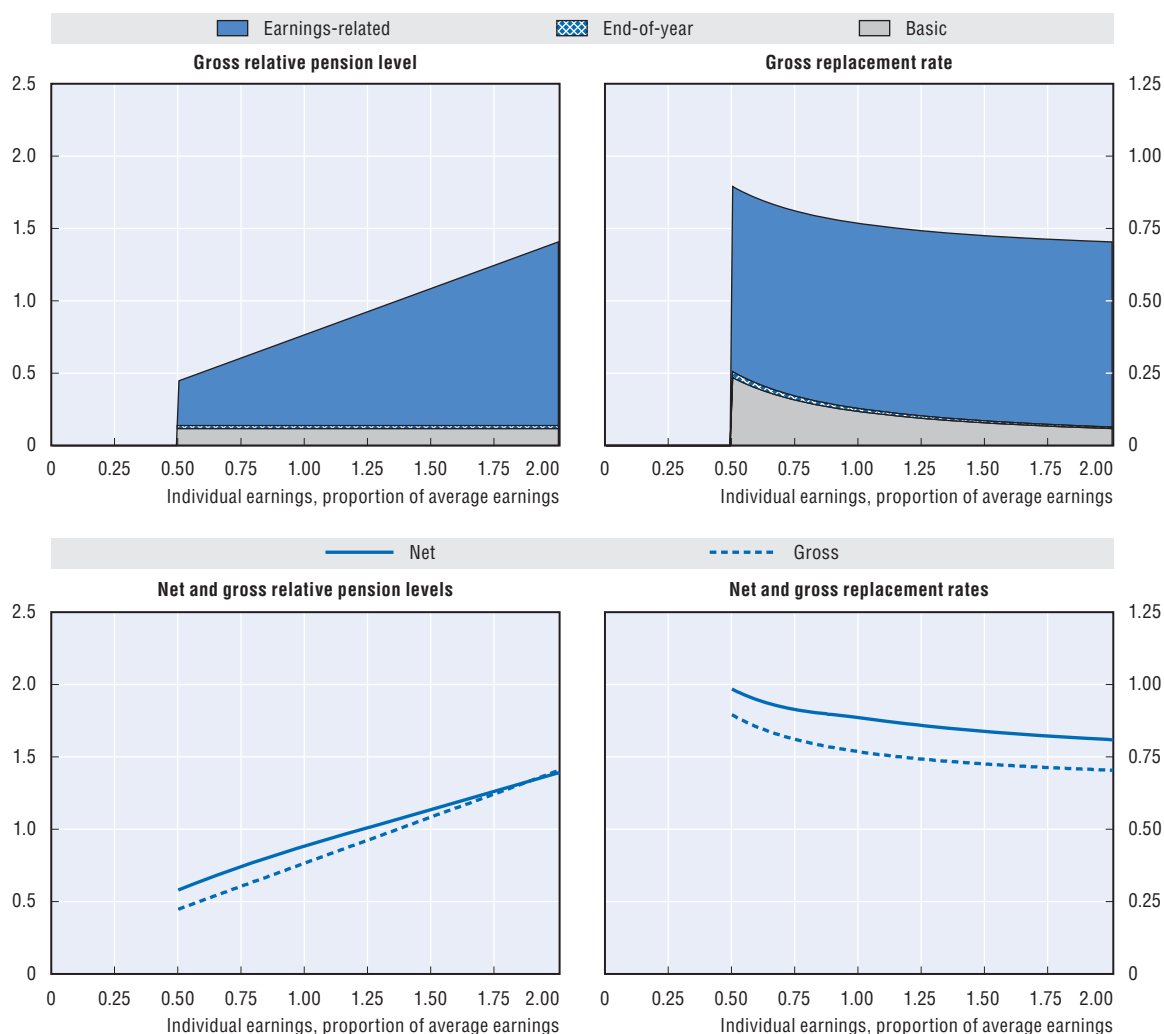 Earnings-related End-of-year Basic
Gross relative pension level
2.5
2.0
1.5
1.0
0.5
0
0 0.25 0.50 0.75 1.00 1.25 1.50 1.75 2.00
Individual earnings, proportion of average earnings
Gross replacement rate
1.25
1.00
0.75
0.50
0.25
0
0 0.25 0.50 0.75 1.00 1.25 1.50 1.75 2.00
Individual earnings, proportion of average earnings
Net Gross
Net and gross relative pension levels
2.5
2.0
1.5
1.0
0.5
0
0 0.25 0.50 0.75 1.00 1.25 1.50 1.75 2.00
Individual earnings, proportion of average earnings
Net and gross replacement rates
1.25
1.00
0.75
0.50
0.25
0
0 0.25 0.50 0.75 1.00 1.25 1.50 1.75 2.00
Individual earnings, proportion of average earnings